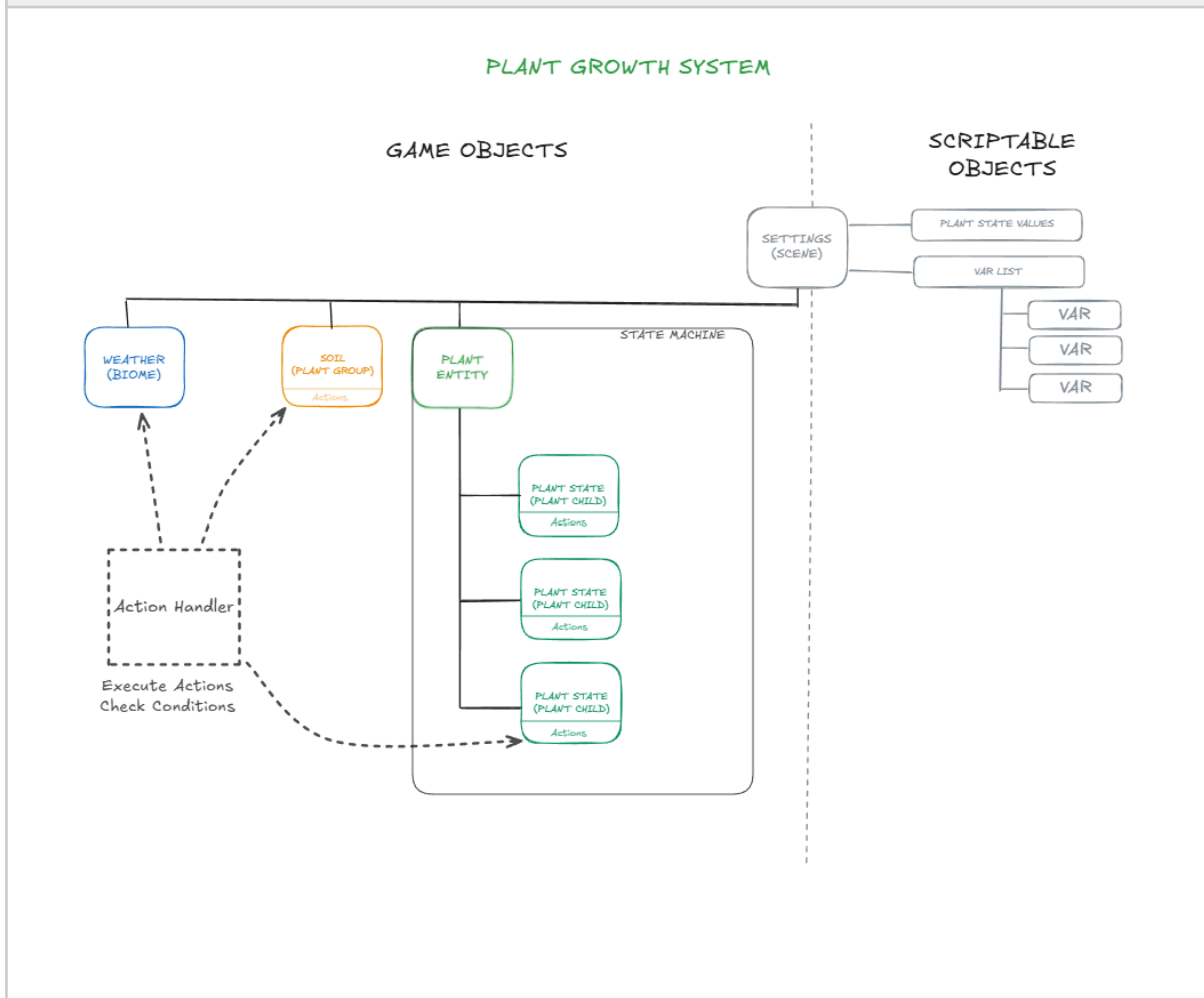 PLANT GROWTH SYSTEM
GAME OBJECTS
SCRIPTABLE
OBJECTS
SETTINGS
(SCENE)
PLANT STATE VALUES
VAR LIST
VAR
VAR
VAR
WEATHER
(BIOME)
SOIL
(PLANT GROUP)
Actions
STATE MACHINE
PLANT
ENTITY
PLANT STATE
(PLANT CHILD)
Actions
PLANT STATE
(PLANT CHILD)
Actions
PLANT STATE
(PLANT CHILD)
Actions
Action Handler
Execute Actions
Check Conditions